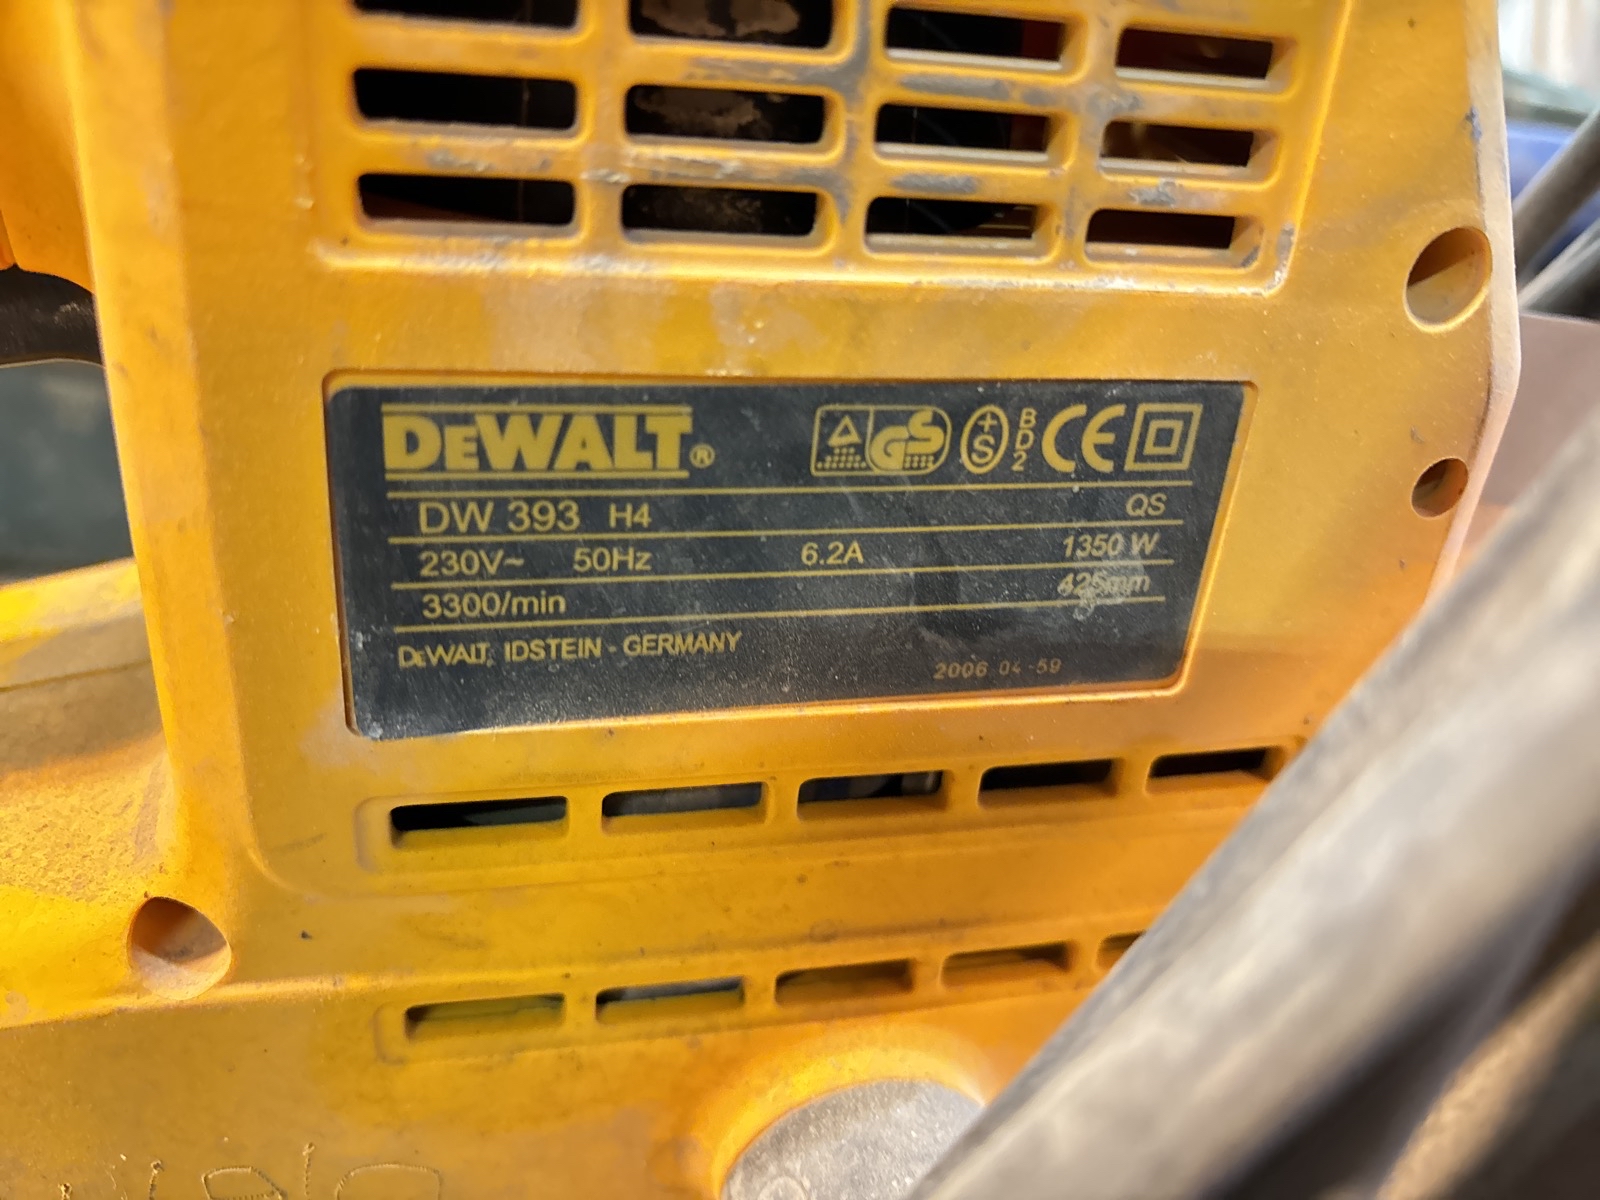 DEWALT®
GS +S BD2 CE
DW 393 H4 QS
230V~ 50Hz 6.2A 1350 W
3300/min 425mm
DEWALT, IDSTEIN - GERMANY
2006 04 -59